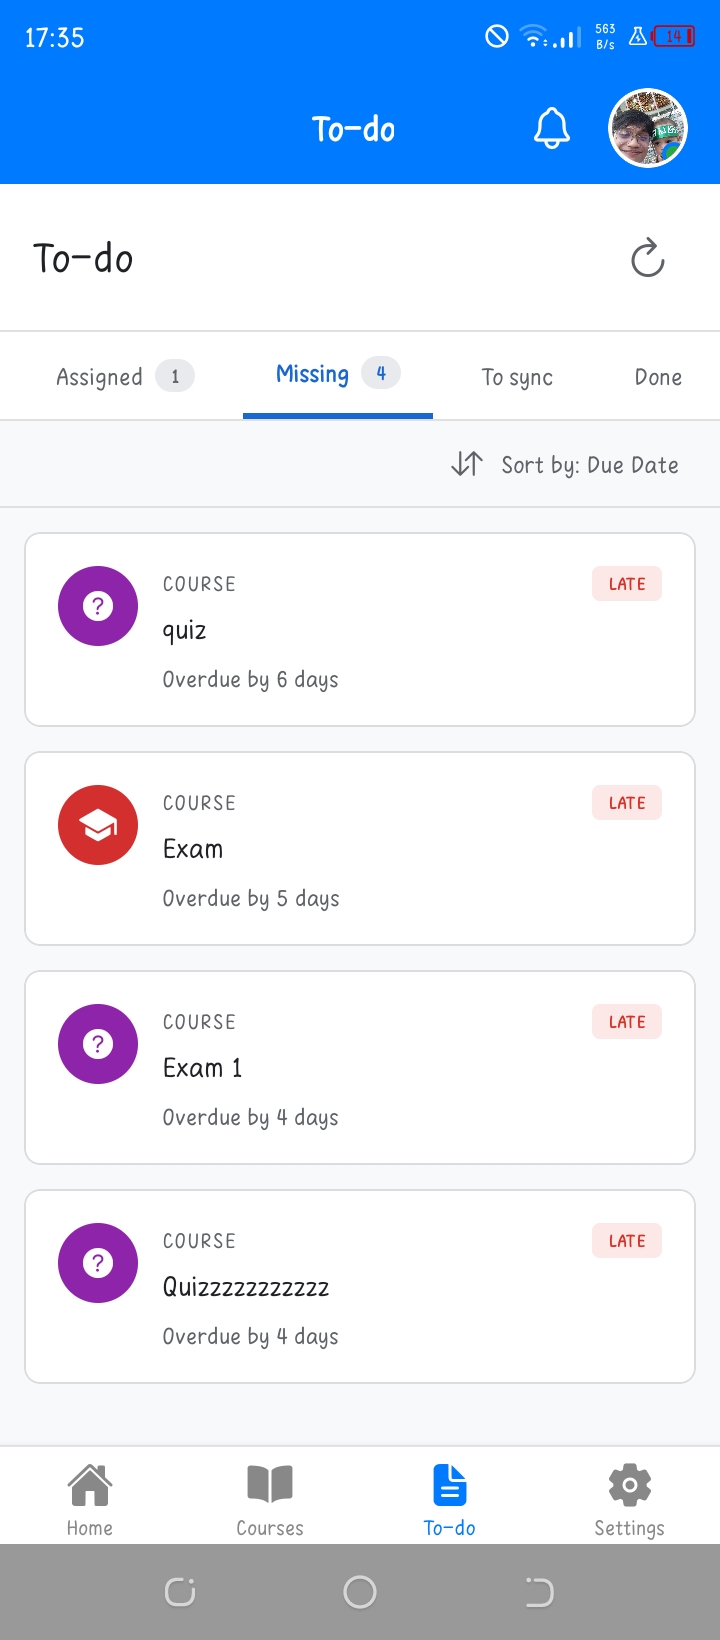 17:35
563
B/s
14
To-do
To-do
Assigned 1
Missing 4
To sync
Done
Sort by: Due Date
COURSE
LATE
quiz
Overdue by 6 days
COURSE
LATE
Exam
Overdue by 5 days
COURSE
LATE
Exam 1
Overdue by 4 days
COURSE
LATE
Quizzzzzzzzzzz
Overdue by 4 days
Home
Courses
To-do
Settings